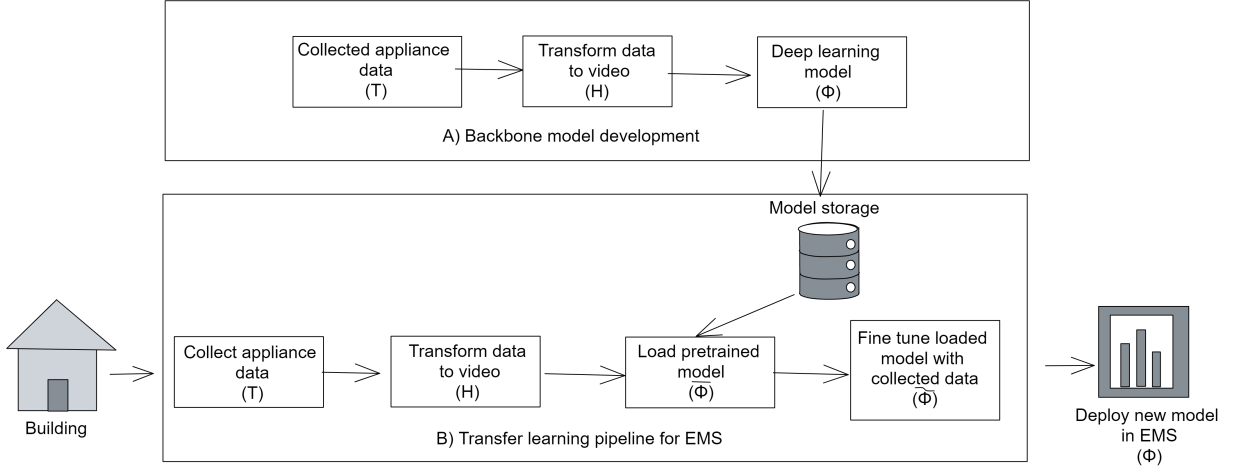 Collected appliance
data
(T)
Transform data
to video
(H)
Deep learning
model
(Φ)
A) Backbone model development
Model storage
Building
Collect appliance
data
(T)
Transform data
to video
(H)
Load pretrained
model
(Φ̅)
Fine tune loaded
model with
collected data
(Φ̃)
B) Transfer learning pipeline for EMS
Deploy new model
in EMS
(Φ)